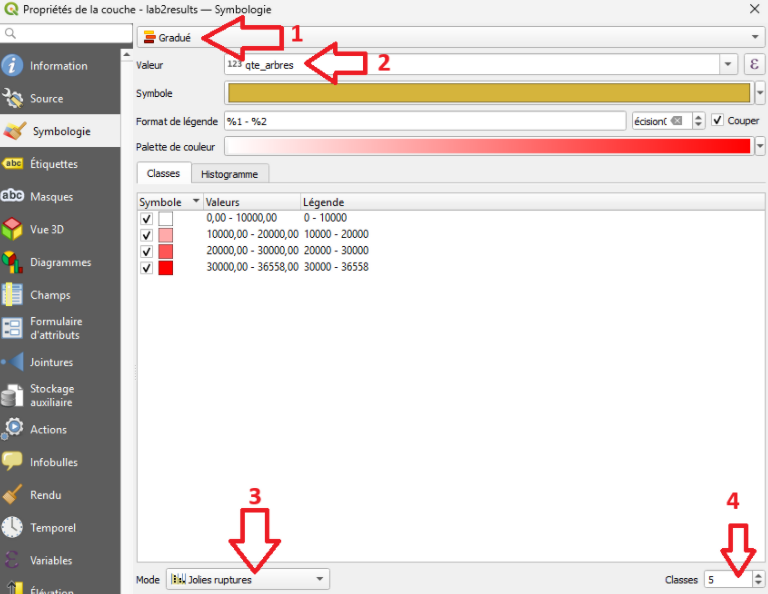 Propriétés de la couche - lab2results — Symbologie
Gradué
1
Information
Valeur
123 qte_arbres
2
ε
Source
Symbole
Symbologie
Format de légende
%1 - %2
écision(
Couper
Étiquettes
Palette de couleur
abc
Masques
Classes
Histogramme
abc
Vue 3D
Symbole
Valeurs
Légende
0,00 - 10000,00
0 - 10000
10000,00 - 20000,00
10000 - 20000
20000,00 - 30000,00
20000 - 30000
30000,00 - 36558,00
30000 - 36558
Diagrammes
Champs
Formulaire
d'attributs
Jointures
Stockage
auxiliaire
Actions
Infobulles
Rendu
Temporel
Variables
Élévation
3
4
Mode
Jolies ruptures
Classes
5